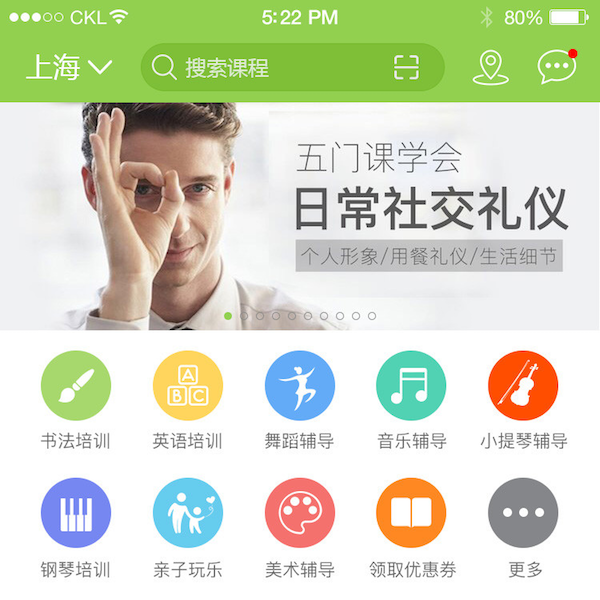 CKL 5:22 PM 80%
上海 搜索课程
五门课学会
日常社交礼仪
个人形象/用餐礼仪/生活细节
A
B C
书法培训 英语培训 舞蹈辅导 音乐辅导 小提琴辅导
钢琴培训 亲子玩乐 美术辅导 领取优惠券 更多